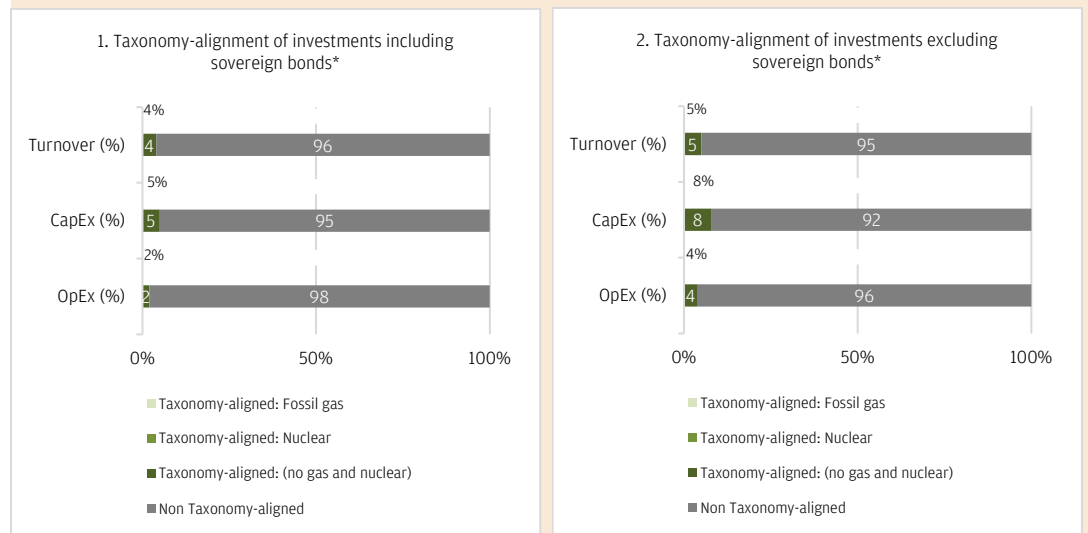 1. Taxonomy-alignment of investments including
sovereign bonds*
4%
Turnover (%)
4
96
5%
CapEx (%)
5
95
2%
OpEx (%)
2
98
0%
50%
100%
Taxonomy-aligned: Fossil gas
Taxonomy-aligned: Nuclear
Taxonomy-aligned: (no gas and nuclear)
Non Taxonomy-aligned
2. Taxonomy-alignment of investments excluding
sovereign bonds*
5%
Turnover (%)
5
95
8%
CapEx (%)
8
92
4%
OpEx (%)
4
96
0%
50%
100%
Taxonomy-aligned: Fossil gas
Taxonomy-aligned: Nuclear
Taxonomy-aligned: (no gas and nuclear)
Non Taxonomy-aligned